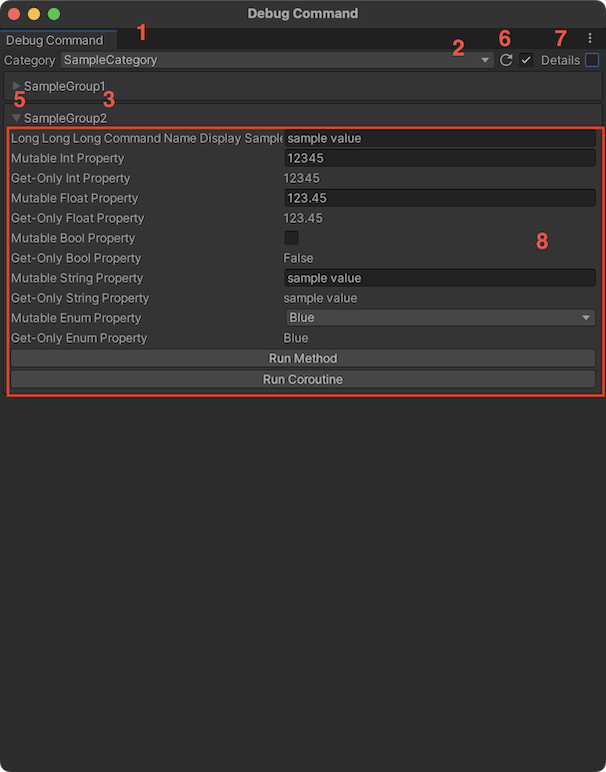 Debug Command
Debug Command 1
2 6 7
Category SampleCategory Details
SampleGroup1
5 3
SampleGroup2
Long Long Long Command Name Display Sample sample value
Mutable Int Property 12345
Get-Only Int Property 12345
Mutable Float Property 123.45
Get-Only Float Property 123.45
Mutable Bool Property 8
Get-Only Bool Property False
Mutable String Property sample value
Get-Only String Property sample value
Mutable Enum Property Blue
Get-Only Enum Property Blue
Run Method
Run Coroutine